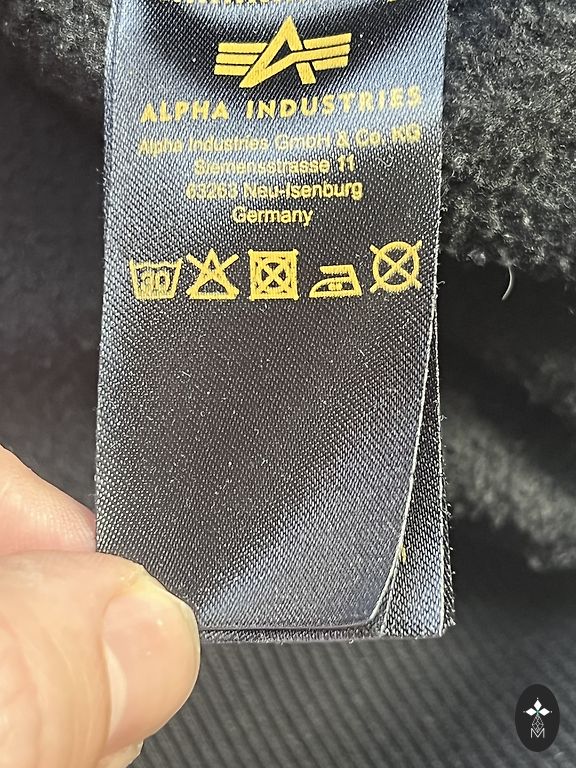 ALPHA INDUSTRIES
Alpha Industries GmbH & Co. KG
Siemensstrasse 11
63263 Neu-Isenburg
Germany
30